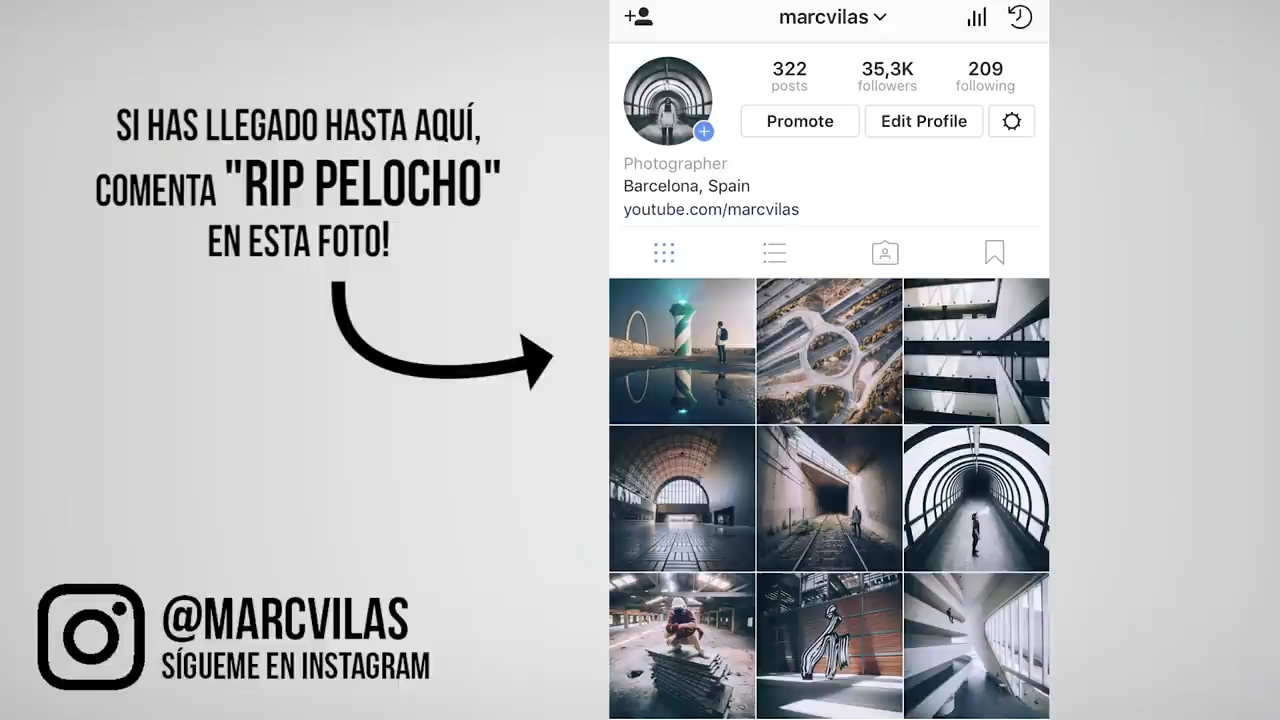 SI HAS LLEGADO HASTA AQUÍ,
COMENTA "RIP PELOCHO"
EN ESTA FOTO!
@MARCVILAS
SÍGUEME EN INSTAGRAM
marcvilas
322 35,3K 209
posts followers following
Promote Edit Profile
Photographer
Barcelona, Spain
youtube.com/marcvilas